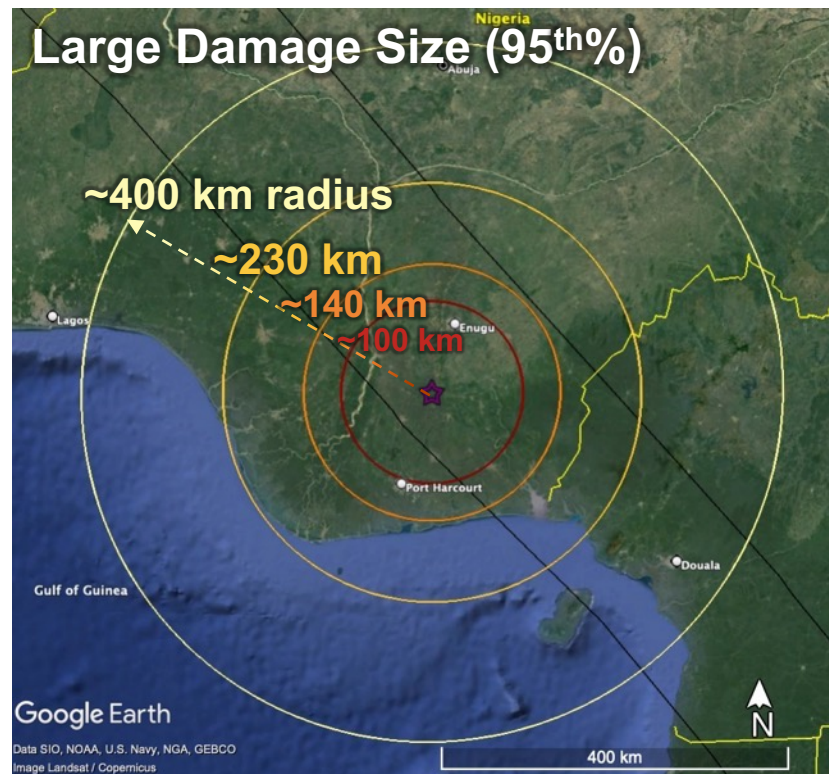 Nigeria
Large Damage Size (95th%)
Abuja
~400 km radius
~230 km
~140 km
~100 km
Lagos
Enugu
Port Harcourt
Douala
Gulf of Guinea
Google Earth
N
Data SIO, NOAA, U.S. Navy, NGA, GEBCO
400 km
Image Landsat / Copernicus